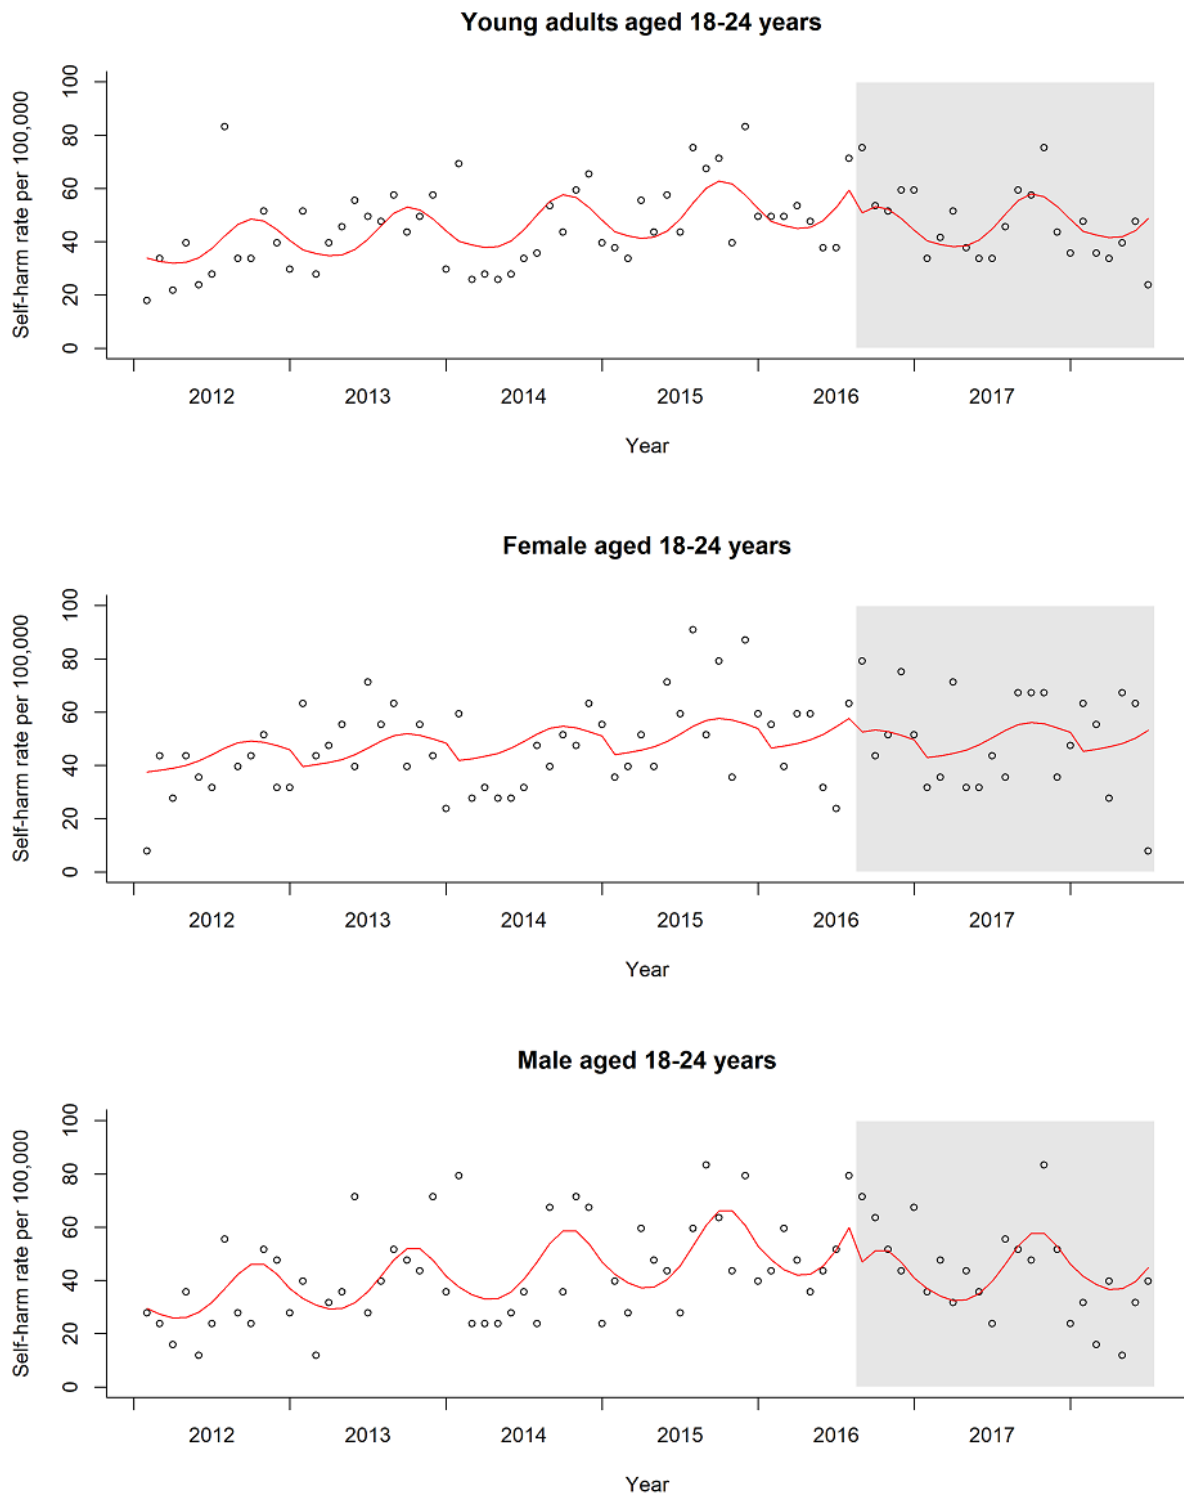 Young adults aged 18-24 years
Self-harm rate per 100,000
100
80
60
40
20
0
2012 2013 2014 2015 2016 2017
Year
Female aged 18-24 years
Self-harm rate per 100,000
100
80
60
40
20
0
2012 2013 2014 2015 2016 2017
Year
Male aged 18-24 years
Self-harm rate per 100,000
100
80
60
40
20
0
2012 2013 2014 2015 2016 2017
Year